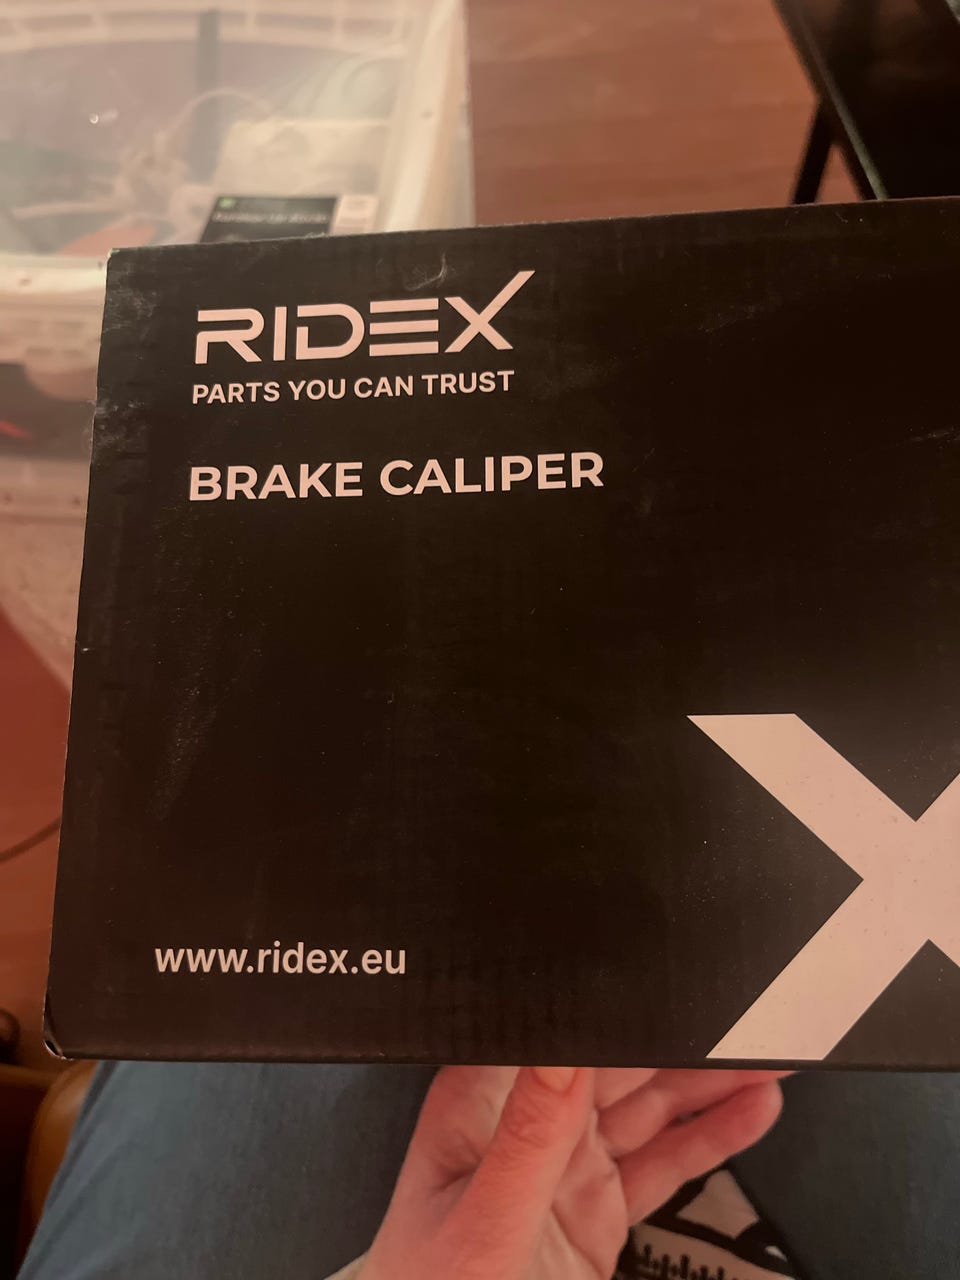 RIDEX
PARTS YOU CAN TRUST
BRAKE CALIPER
www.ridex.eu